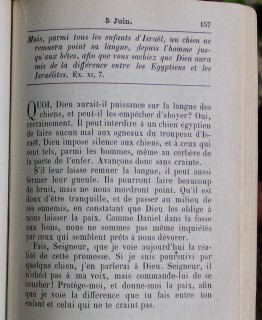 5 Juin.
157
Mais, parmi tous les enfants d'Israël, un chien ne
remuera point sa langue, depuis l'homme jus-
qu'aux bêtes, afin que vous sachiez que Dieu aura
mis de la différence entre les Egyptiens et les
Israélites. Ex. XI, 7.
QUOI, Dieu aurait-il puissance sur la langue des
chiens, et peut-il les empêcher d'aboyer? Oui,
certainement. Il peut interdire à un chien égyptien
de faire aucun mal aux agneaux du troupeau d'Is-
raël. Dieu impose silence aux chiens, et à ceux qui
sont tels, parmi les hommes, même au cerbère de
la porte de l'enfer. Avançons donc sans crainte.
S'il leur laisse remuer la langue, il peut aussi
fermer leur gueule. Ils pourront faire beaucoup
de bruit, mais ne nous mordront point. Qu'il est
doux d'être tranquille, et de passer au milieu de
ses ennemis, en constatant que Dieu les oblige à
nous laisser la paix. Comme Daniel dans la fosse
aux lions, nous ne sommes pas même inquiétés
par ceux qui semblent prêts à nous dévorer.
Fais, Seigneur, que je voie aujourd'hui la réa-
lité de cette promesse. Si je suis poursuivi par
quelque chien, j'en parlerai à Dieu. Seigneur, il
n'obéit pas à ma voix, mais commande-lui de se
coucher! Protège-moi, et donne-moi la paix, afin
que je voie la différence que tu fais entre ton
enfant et celui qui ne te craint pas.